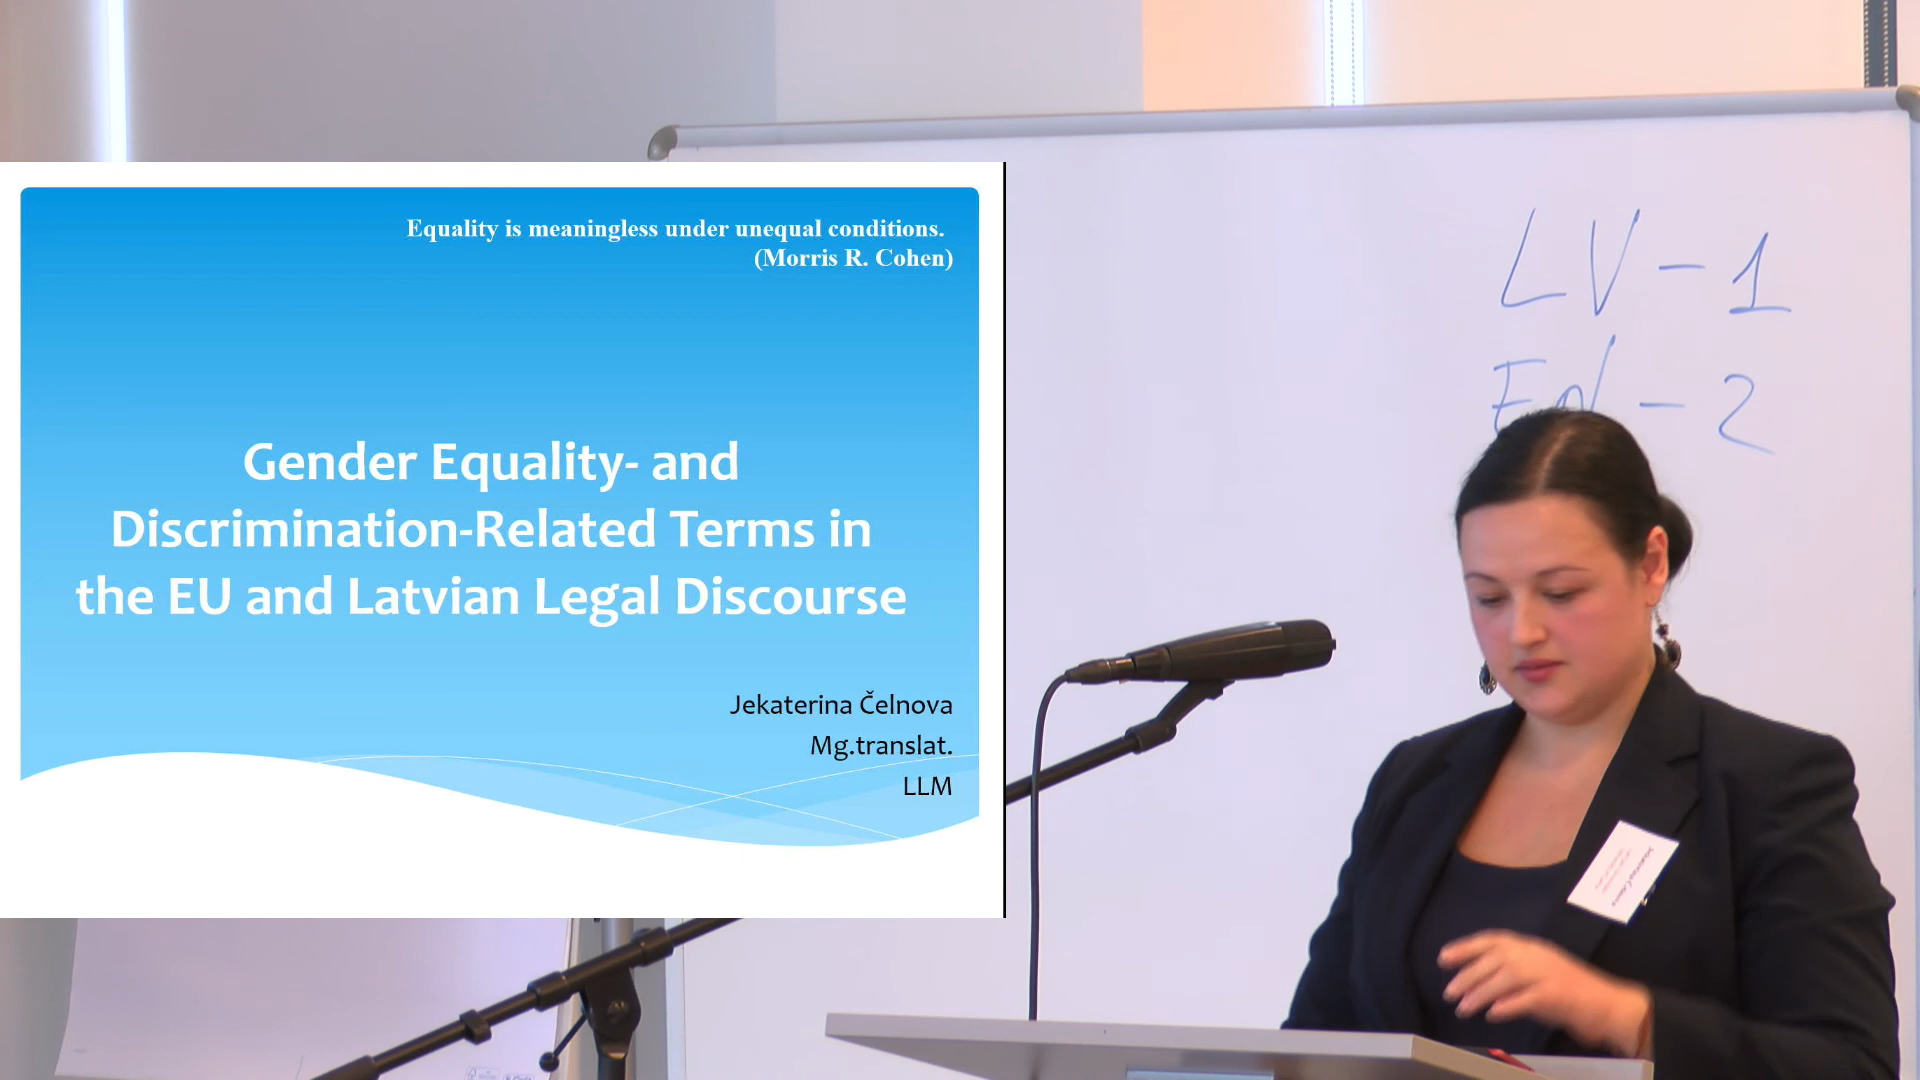 Equality is meaningless under unequal conditions.
(Morris R. Cohen)
Gender Equality- and
Discrimination-Related Terms in
the EU and Latvian Legal Discourse
Jekaterina Čelnova
Mg.translat.
LLM
LV - 1
EN - 2